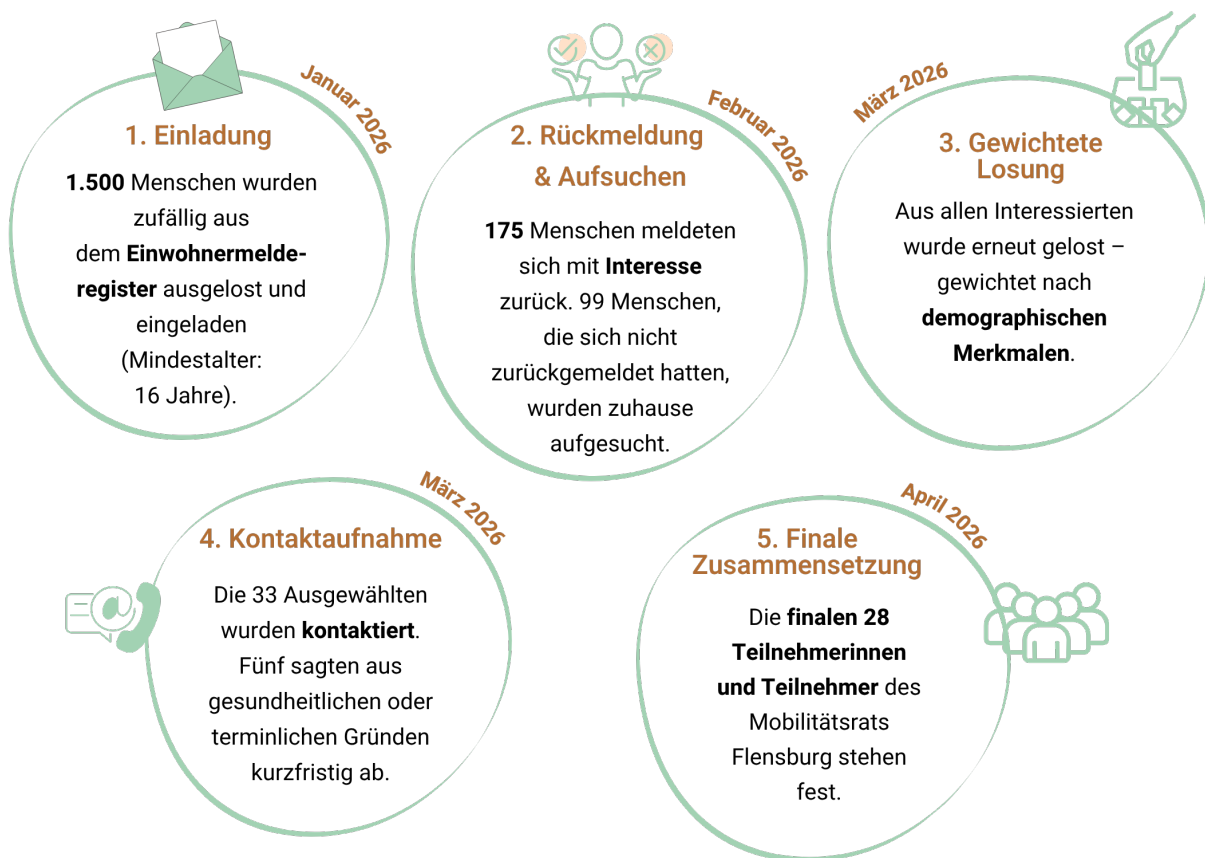 Januar 2026
1. Einladung
1.500 Menschen wurden
zufällig aus
dem Einwohnermelde-
register ausgelost und
eingeladen
(Mindestalter:
16 Jahre).
Februar 2026
2. Rückmeldung
& Aufsuchen
175 Menschen meldeten
sich mit Interesse
zurück. 99 Menschen,
die sich nicht
zurückgemeldet hatten,
wurden zuhause
aufgesucht.
März 2026
3. Gewichtete
Losung
Aus allen Interessierten
wurde erneut gelost –
gewichtet nach
demographischen
Merkmalen.
März 2026
4. Kontaktaufnahme
Die 33 Ausgewählten
wurden kontaktiert.
Fünf sagten aus
gesundheitlichen oder
terminlichen Gründen
kurzfristig ab.
April 2026
5. Finale
Zusammensetzung
Die finalen 28
Teilnehmerinnen
und Teilnehmer des
Mobilitätsrats
Flensburg stehen
fest.